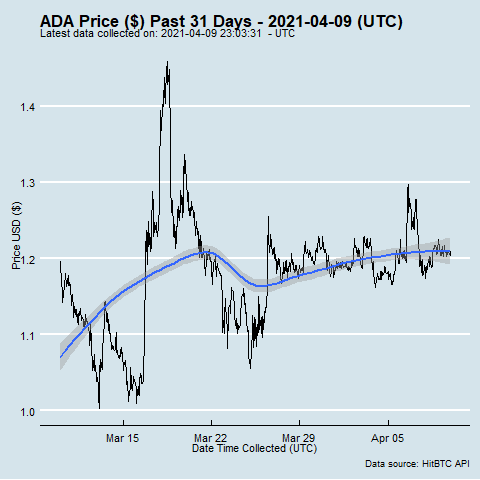 ADA Price ($) Past 31 Days - 2021-04-09 (UTC)
Latest data collected on: 2021-04-09 23:03:31 - UTC
1.4
1.3
1.2
1.1
1.0
Price USD ($)
Mar 15 Mar 22 Mar 29 Apr 05
Date Time Collected (UTC)
Data source: HitBTC API